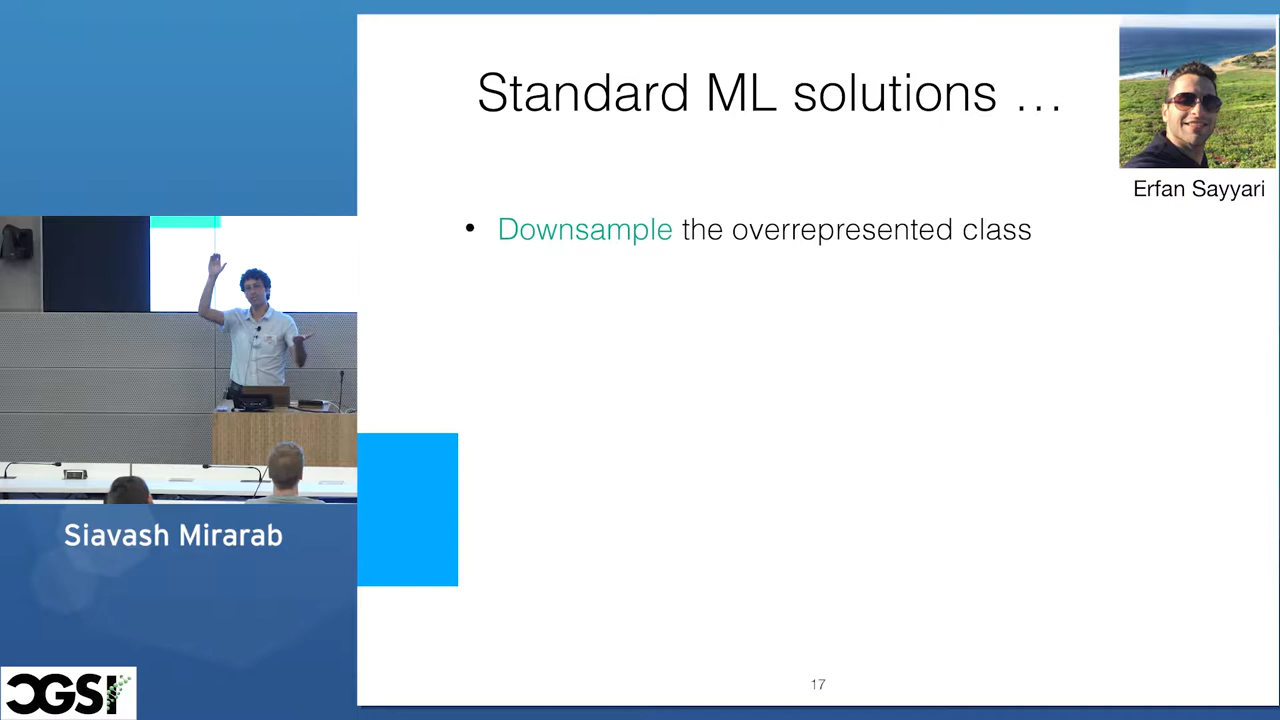 Standard ML solutions …
Erfan Sayyari
• Downsample the overrepresented class
Siavash Mirarab
CGSI
17